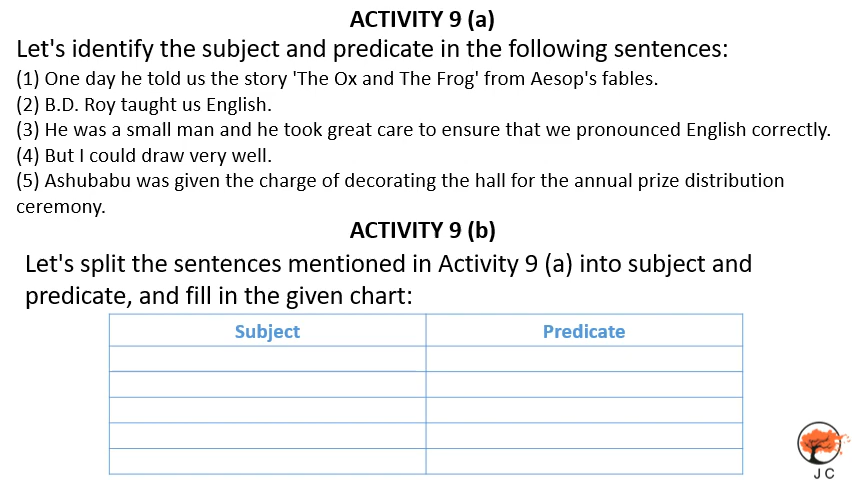 ACTIVITY 9 (a)
Let's identify the subject and predicate in the following sentences:
(1) One day he told us the story 'The Ox and The Frog' from Aesop's fables.
(2) B.D. Roy taught us English.
(3) He was a small man and he took great care to ensure that we pronounced English correctly.
(4) But I could draw very well.
(5) Ashubabu was given the charge of decorating the hall for the annual prize distribution
ceremony.
ACTIVITY 9 (b)
Let's split the sentences mentioned in Activity 9 (a) into subject and
predicate, and fill in the given chart:
Subject Predicate
J C